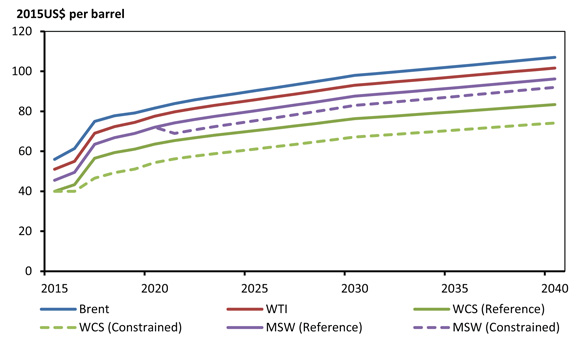 2015US$ per barrel
120
100
80
60
40
20
0
2015 2020 2025 2030 2035 2040
Brent WTI WCS (Reference)
WCS (Constrained) MSW (Reference) MSW (Constrained)